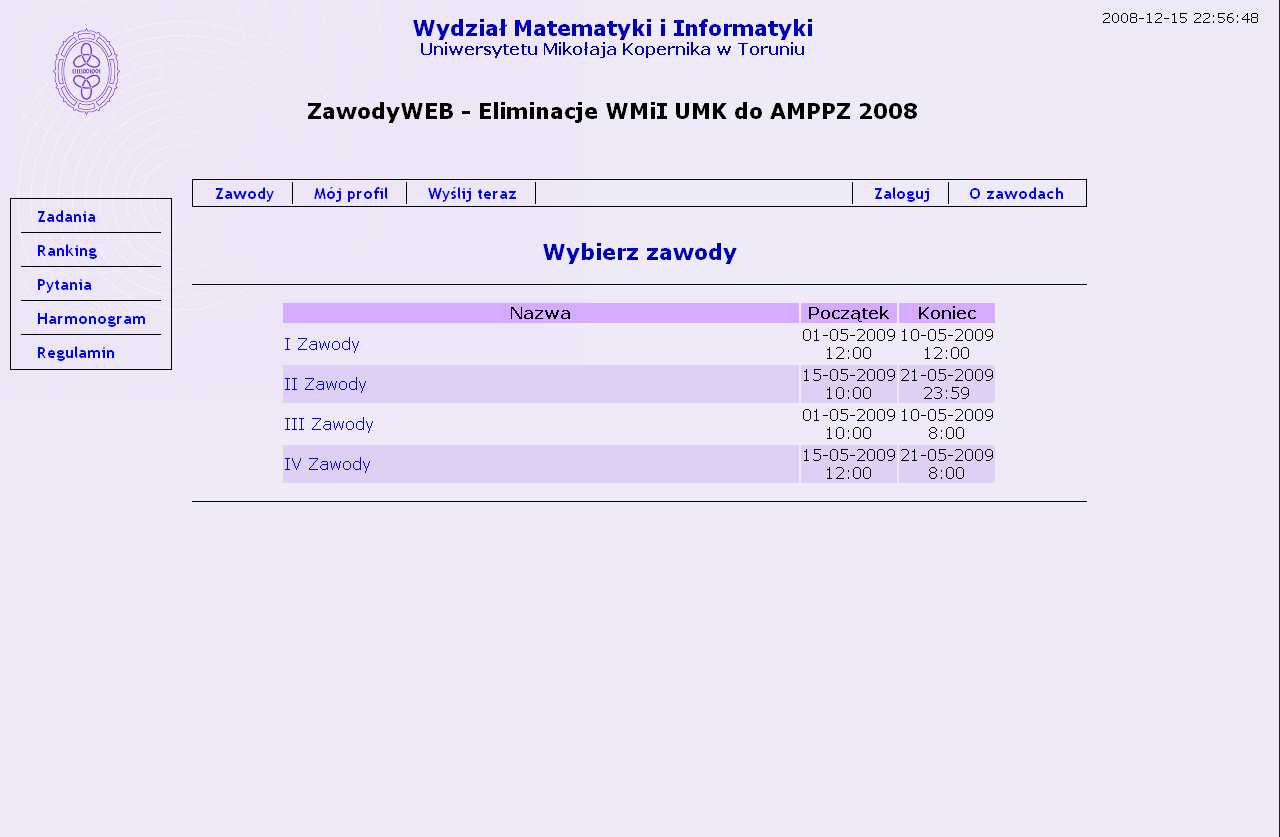 2008-12-15 22:56:48
Wydział Matematyki i Informatyki
Uniwersytetu Mikołaja Kopernika w Toruniu
ZawodyWEB - Eliminacje WMiI UMK do AMPPZ 2008
Zawody Mój profil Wyślij teraz Zaloguj O zawodach
Zadania
Ranking
Pytania
Harmonogram
Regulamin
Wybierz zawody
Nazwa Początek Koniec
I Zawody 01-05-2009 12:00 10-05-2009 12:00
II Zawody 15-05-2009 10:00 21-05-2009 23:59
III Zawody 01-05-2009 10:00 10-05-2009 8:00
IV Zawody 15-05-2009 12:00 21-05-2009 8:00